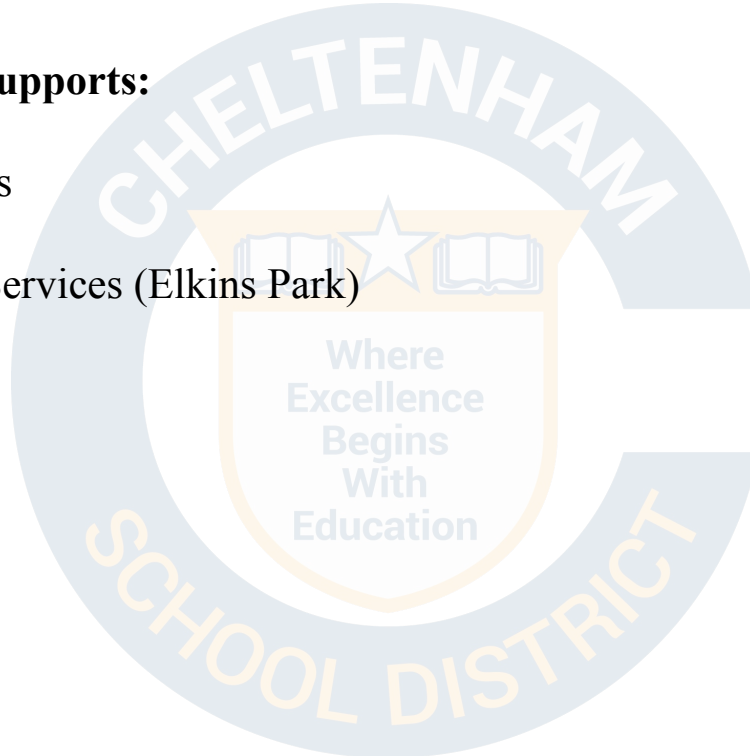 upports:
s
ervices (Elkins Park)
CHELTENHAM
Where
Excellence
Begins
With
Education
SCHOOL DISTRICT